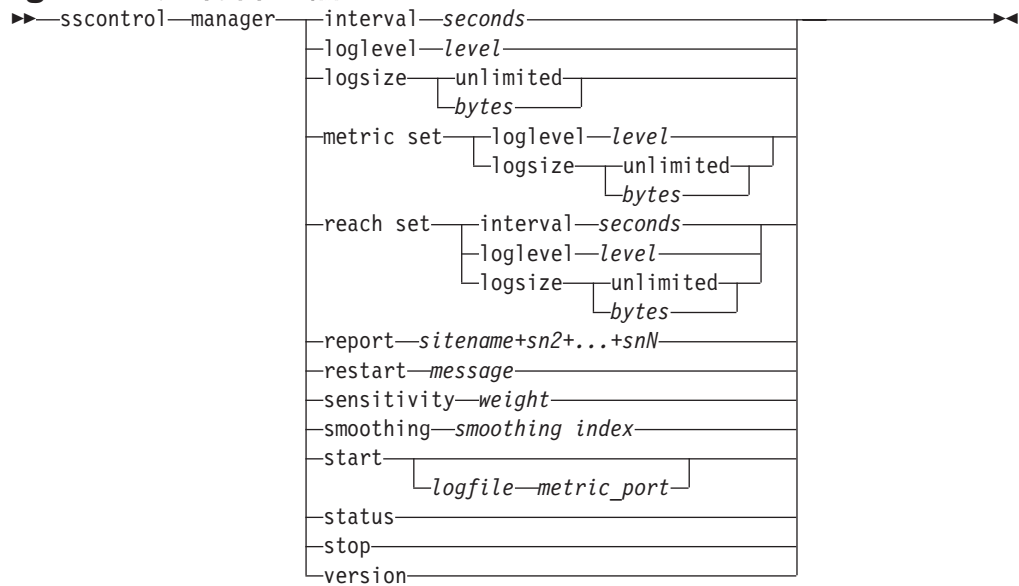 sscontrol manager interval seconds
loglevel level
logsize unlimited
bytes
metric set loglevel level
logsize unlimited
bytes
reach set interval seconds
loglevel level
logsize unlimited
bytes
report sitename+sn2+...+snN
restart message
sensitivity weight
smoothing smoothing index
start
logfile metric_port
status
stop
version